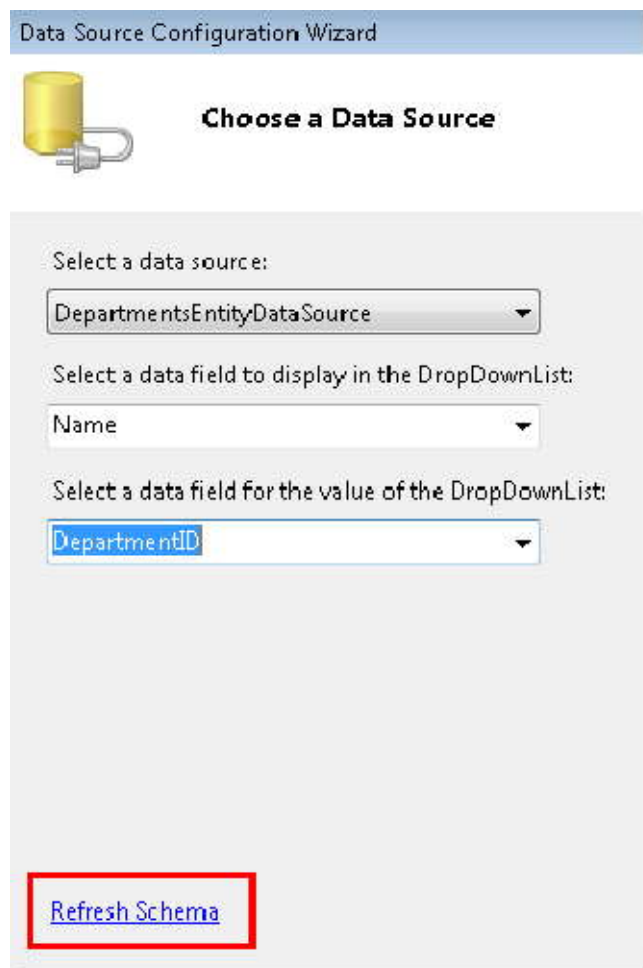 Data Source Configuration Wizard
Choose a Data Source
Select a data source:
DepartmentsEntityDataSource
Select a data field to display in the DropDownList:
Name
Select a data field for the value of the DropDownList:
DepartmentID
Refresh Schema